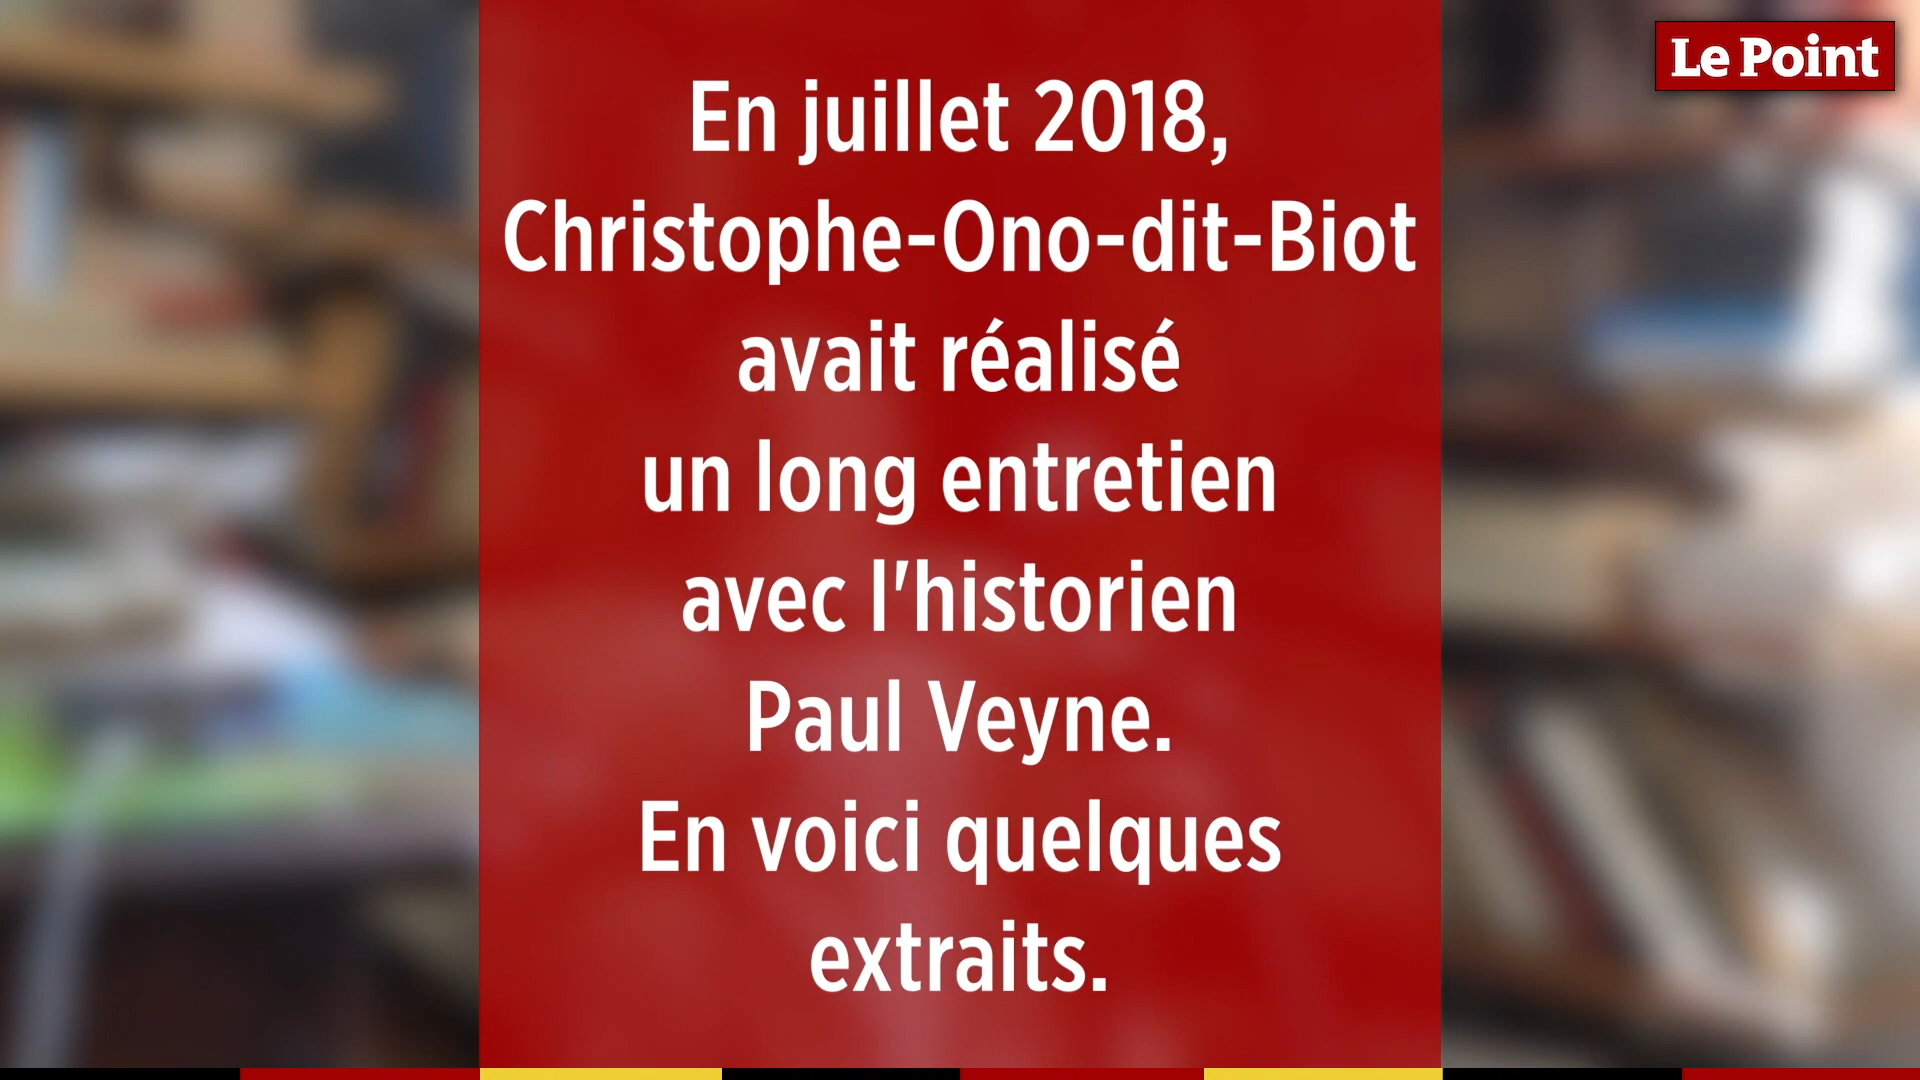 Le Point
En juillet 2018,
Christophe-Ono-dit-Biot
avait réalisé
un long entretien
avec l'historien
Paul Veyne.
En voici quelques
extraits.